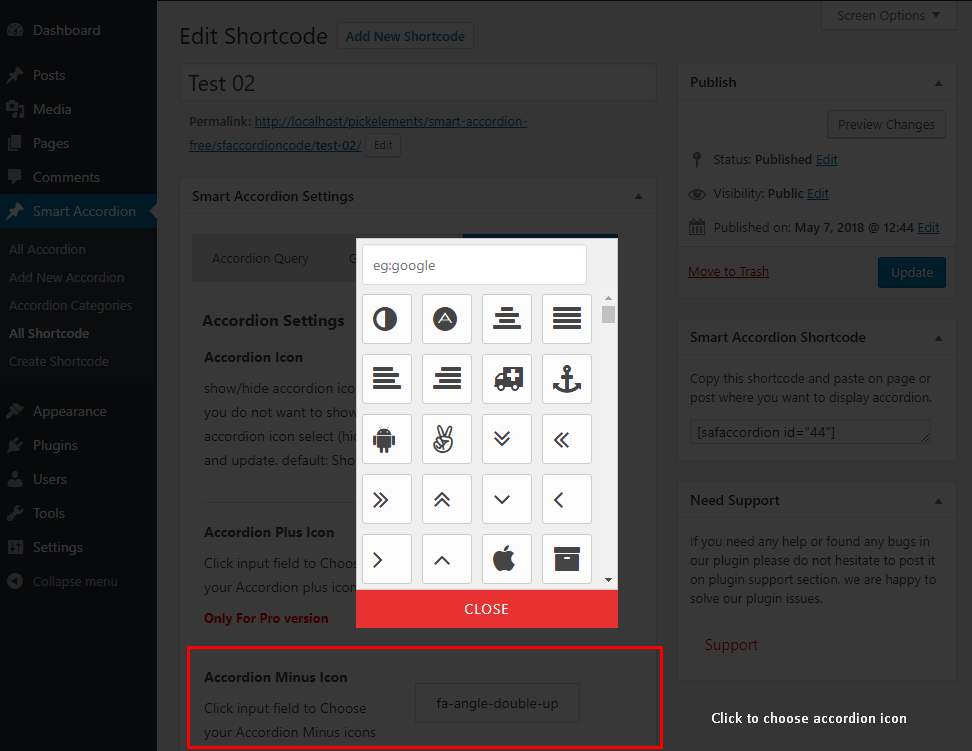 Screen Options
Dashboard
Posts
Media
Pages
Comments
Smart Accordion
All Accordion
Add New Accordion
Accordion Categories
All Shortcode
Create Shortcode
Appearance
Plugins
Users
Tools
Settings
Collapse menu
Edit Shortcode
Add New Shortcode
Test 02
Permalink: http://localhost/pickelements/smart-accordion-
free/sfaccordioncode/test-02/ Edit
Smart Accordion Settings
Accordion Query
Accordion Settings
Accordion Icon
show/hide accordion ico
you do not want to show
accordion icon select (hid
and update. default: Sho
Accordion Plus Icon
Click input field to Choo
your Accordion plus icon
Only For Pro version
Accordion Minus Icon
Click input field to Choose
your Accordion Minus icons
fa-angle-double-up
eg:google
CLOSE
Publish
Preview Changes
Status: Published Edit
Visibility: Public Edit
Published on: May 7, 2018 @ 12:44 Edit
Move to Trash
Update
Smart Accordion Shortcode
Copy this shortcode and paste on page or
post where you want to display accordion.
[safaccordion id="44"]
Need Support
If you need any help or found any bugs in
our plugin please do not hesitate to post it
on plugin support section. we are happy to
solve our plugin issues.
Support
Click to choose accordion icon